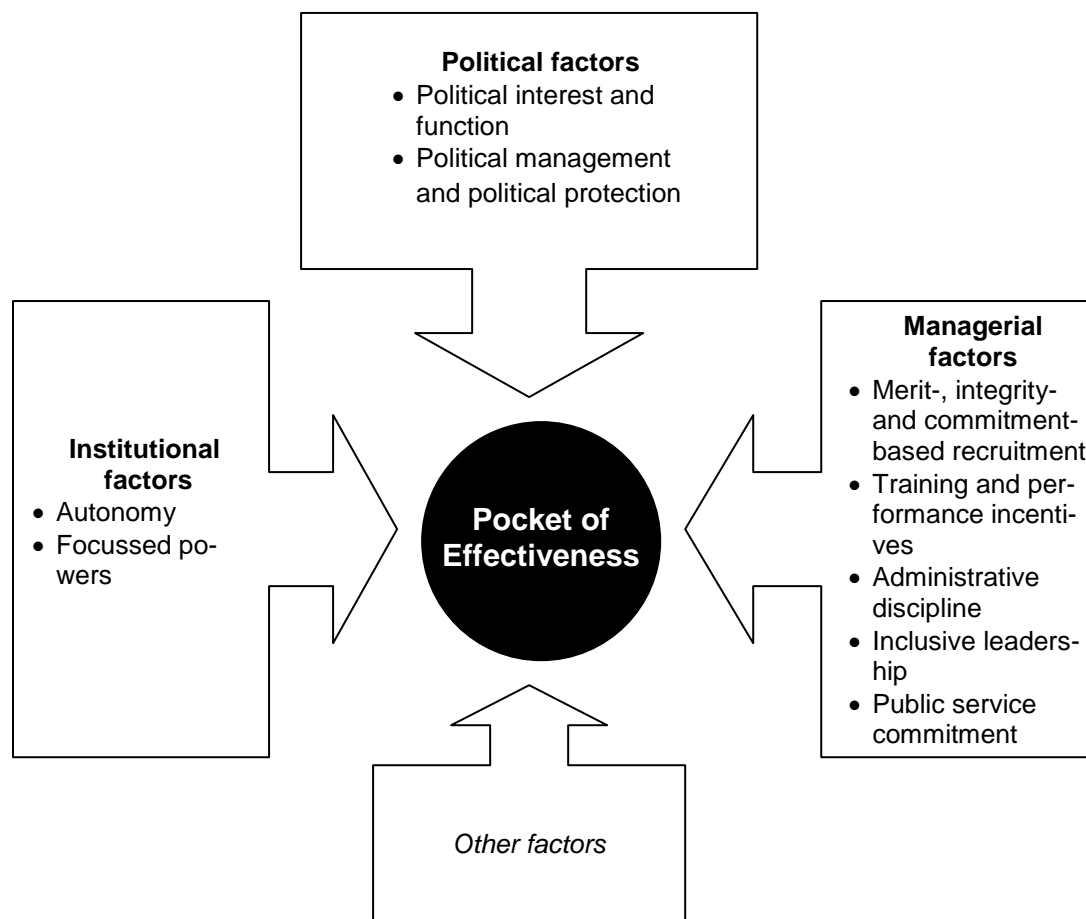 Political factors
• Political interest and
function
• Political management
and political protection
Institutional
factors
• Autonomy
• Focussed po-
wers
Pocket of
Effectiveness
Managerial
factors
• Merit-, integrity-
and commitment-
based recruitment
• Training and per-
formance incenti-
ves
• Administrative
discipline
• Inclusive leaders-
hip
• Public service
commitment
Other factors